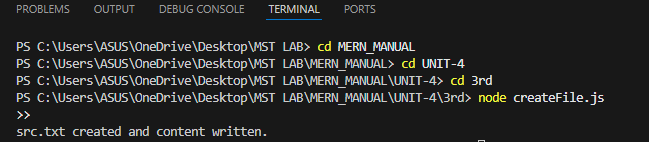 PROBLEMS OUTPUT DEBUG CONSOLE TERMINAL PORTS
PS C:\Users\ASUS\OneDrive\Desktop\MST LAB> cd MERN_MANUAL
PS C:\Users\ASUS\OneDrive\Desktop\MST LAB\MERN_MANUAL> cd UNIT-4
PS C:\Users\ASUS\OneDrive\Desktop\MST LAB\MERN_MANUAL\UNIT-4> cd 3rd
PS C:\Users\ASUS\OneDrive\Desktop\MST LAB\MERN_MANUAL\UNIT-4\3rd> node createFile.js
>>
src.txt created and content written.